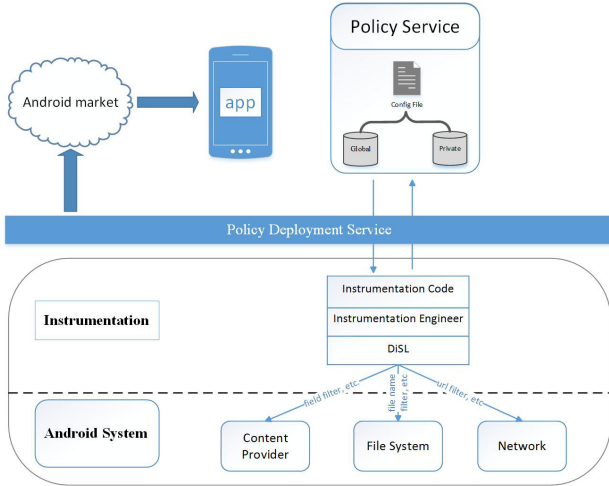 Policy Service
Android market
app
Config File
Global
Private
Policy Deployment Service
Instrumentation
Instrumentation Code
Instrumentation Engineer
DiSL
field filter, etc
file name
filter, etc
url filter, etc
Android System
Content
Provider
File System
Network